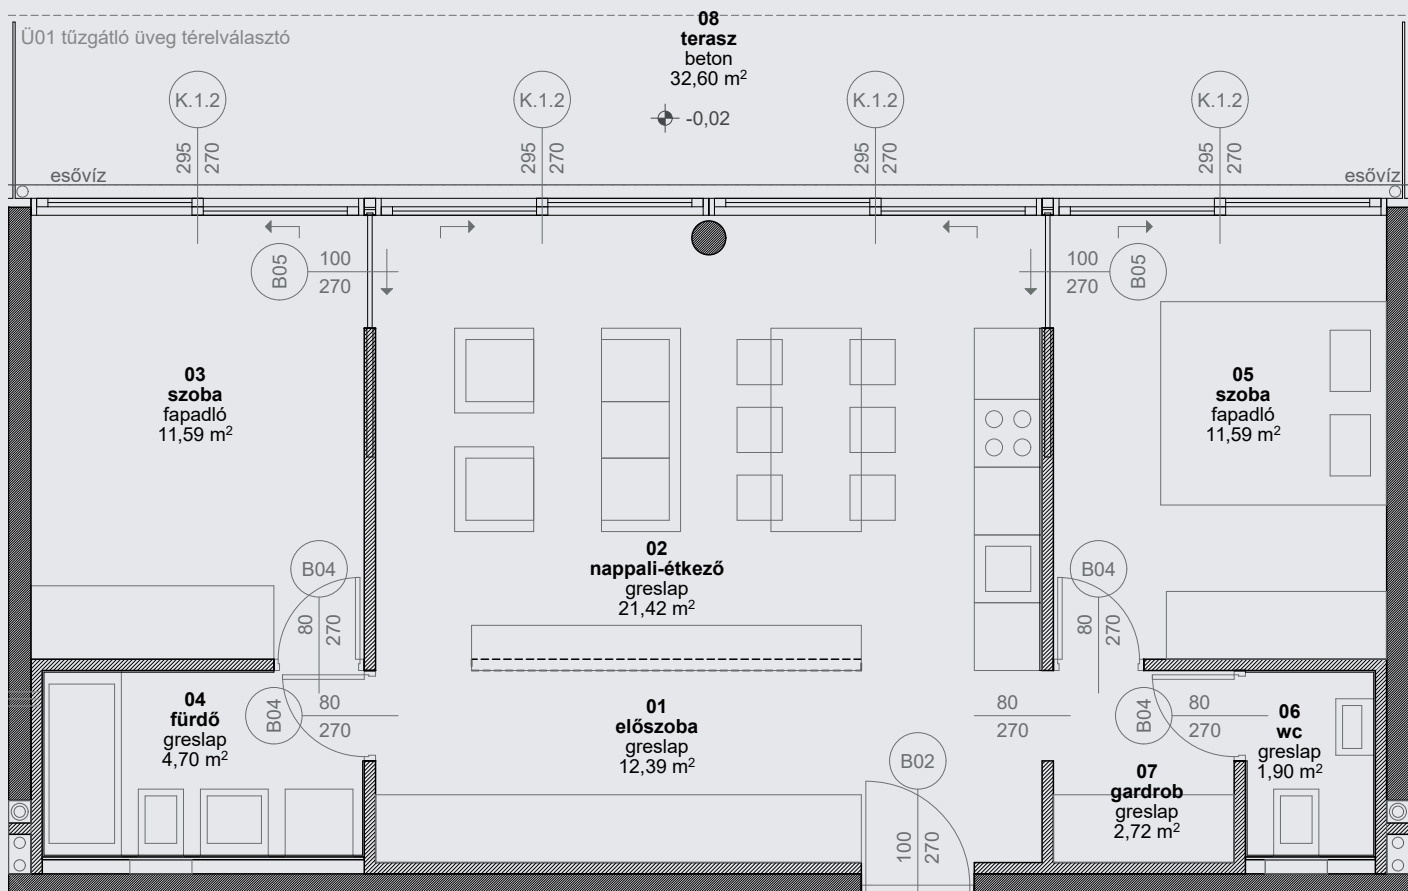 08
terasz
beton
32,60 m²
Ü01 tűzgátló üveg térelválasztó
K.1.2
K.1.2
K.1.2
K.1.2
-0,02
295
270
295
270
295
270
295
270
esővíz
esővíz
B05
100
270
100
270
B05
03
szoba
fapadló
11,59 m²
05
szoba
fapadló
11,59 m²
02
nappali-étkező
greslap
21,42 m²
B04
80
270
B04
80
270
04
fürdő
greslap
4,70 m²
B04
80
270
01
előszoba
greslap
12,39 m²
80
270
B04
80
270
06
wc
greslap
1,90 m²
B02
100
270
07
gardrob
greslap
2,72 m²